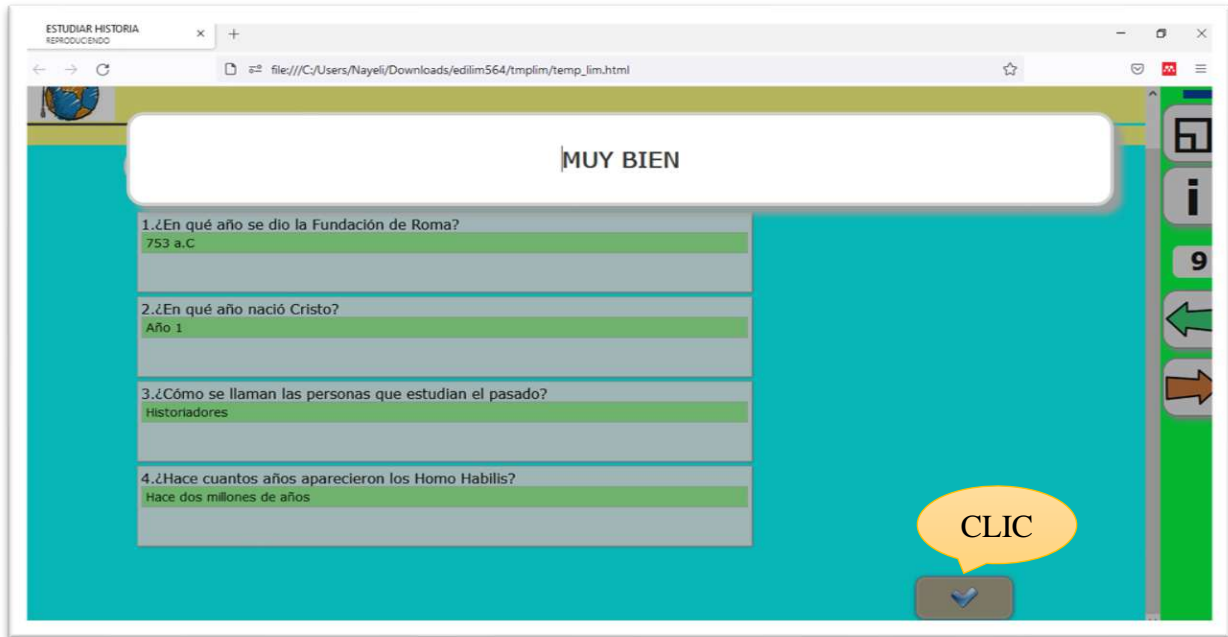 ESTUDIAR HISTORIA
REPRODUCIENDO
file:///C:/Users/Nayeli/Downloads/edilim564/tmplim/temp_lim.html
MUY BIEN
1.¿En qué año se dio la Fundación de Roma?
753 a.C
2.¿En qué año nació Cristo?
Año 1
3.¿Cómo se llaman las personas que estudian el pasado?
Historiadores
4.¿Hace cuantos años aparecieron los Homo Habilis?
Hace dos millones de años
i
9
CLIC